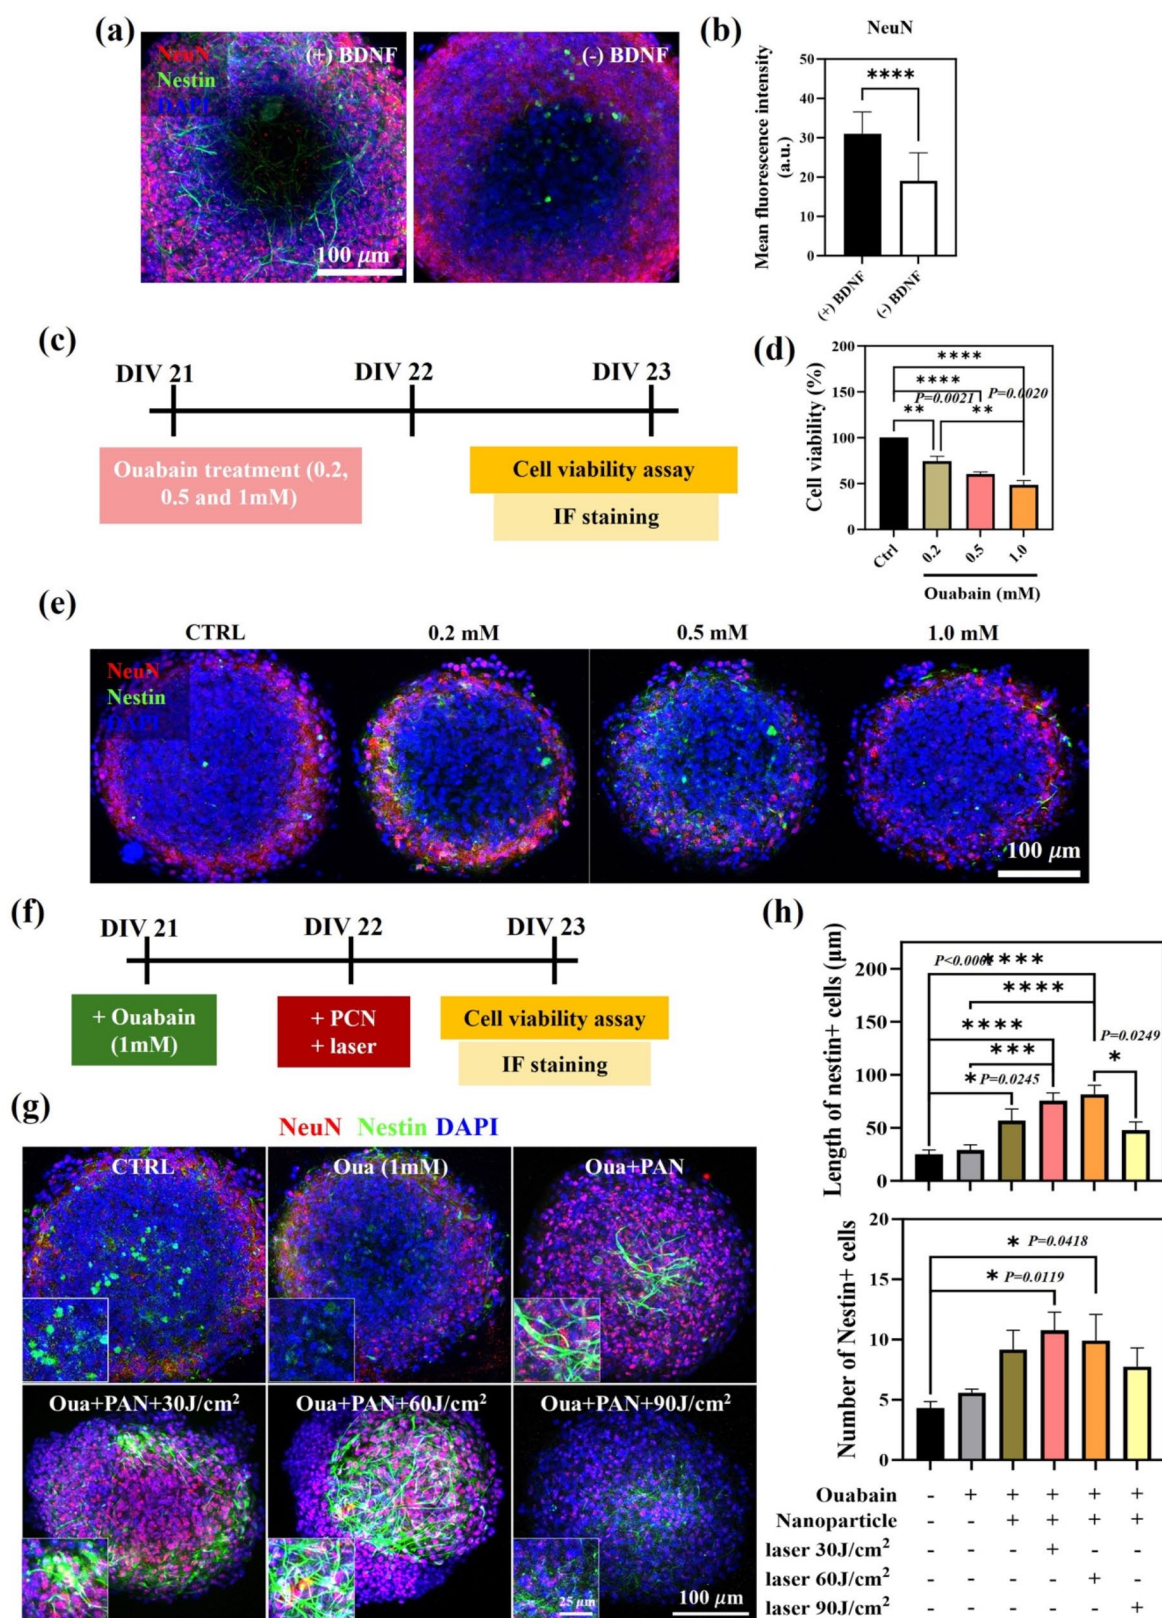 (a)
NeuN
Nestin
DAPI
(+) BDNF
100 μm
(-) BDNF
(b)
NeuN
Mean fluorescence intensity
(a.u.)
50
40
30
20
10
0
****
(+) BDNF
(-) BDNF
(c)
DIV 21
DIV 22
DIV 23
Ouabain treatment (0.2,
0.5 and 1mM)
Cell viability assay
IF staining
(d)
Cell viability (%)
200
150
100
50
0
****
****
P=0.0021
P=0.0020
**
**
Ctrl
0.2
0.5
1.0
Ouabain (mM)
(e)
CTRL
0.2 mM
0.5 mM
1.0 mM
NeuN
Nestin
DAPI
100 μm
(f)
DIV 21
DIV 22
DIV 23
+ Ouabain
(1mM)
+ PCN
+ laser
Cell viability assay
IF staining
(g)
NeuN Nestin DAPI
CTRL
Oua (1mM)
Oua+PAN
Oua+PAN+30J/cm²
Oua+PAN+60J/cm²
Oua+PAN+90J/cm²
25 μm
100 μm
(h)
Length of nestin+ cells (μm)
200
150
100
50
0
P<0.0001
****
****
****
P=0.0249
***
*
* P=0.0245
Number of Nestin+ cells
20
15
10
5
0
* P=0.0418
* P=0.0119
Ouabain - + + + + +
Nanoparticle - - + + + +
laser 30J/cm² - - - + - -
laser 60J/cm² - - - - + -
laser 90J/cm² - - - - - +